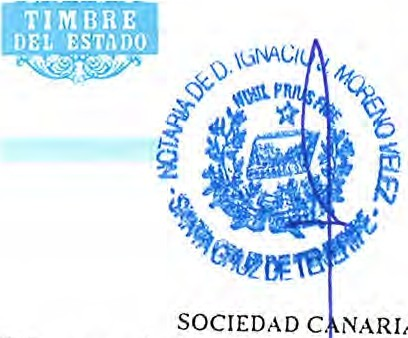 TIMBRE
DEL ESTADO
NOTARIA DE D. IGNACIO J. MORENO VELEZ
NIHIL PRIUS FIDE
SANTA CRUZ DE TENERIFE
SOCIEDAD CANARIA